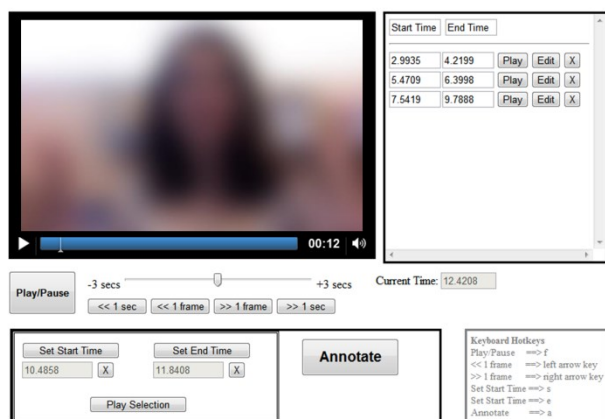 Start Time End Time
2.9935 4.2199 Play Edit X
5.4709 6.3998 Play Edit X
7.5419 9.7888 Play Edit X
00:12
Play/Pause
-3 secs +3 secs
<< 1 sec << 1 frame >> 1 frame >> 1 sec
Current Time: 12.4208
Set Start Time Set End Time
10.4858 X 11.8408 X
Play Selection
Annotate
Keyboard Hotkeys
Play/Pause ==> f
<< 1 frame ==> left arrow key
>> 1 frame ==> right arrow key
Set Start Time ==> s
Set Start Time ==> e
Annotate ==> a